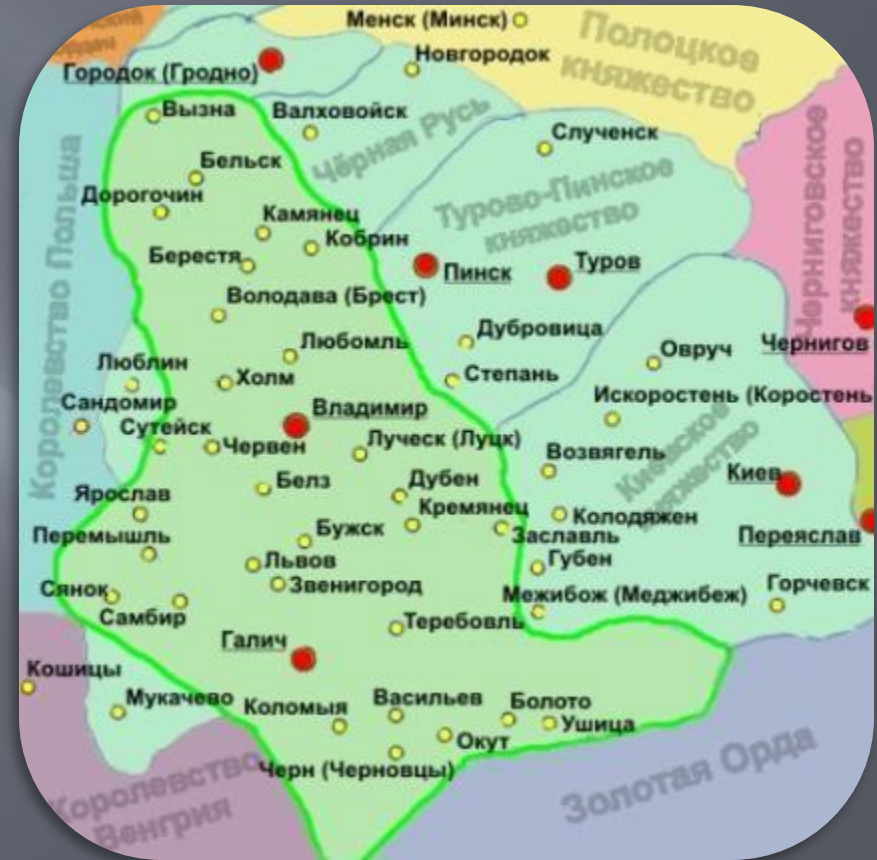 Менск (Минск)
Полоцкое
княжество
Новгородок
Городок (Гродно)
Вызна
Валховойск
Чёрная Русь
Слученск
Черниговское
княжество
Королевство Польша
Бельск
Турово-Пинское
княжество
Дорогочин
Камянец
Кобрин
Берестя
Пинск
Туров
Володава (Брест)
Чернигов
Дубровица
Любомль
Овруч
Люблин
Холм
Степань
Искоростень (Коростень
Сандомир
Владимир
Сутейск
Червен
Луческ (Луцк)
Киевское
княжество
Возвягель
Киев
Белз
Дубен
Ярослав
Кремянец
Колодяжен
Перемышль
Бужск
Заславль
Переяслав
Львов
Губен
Сянок
Звенигород
Межибож (Меджибеж)
Горчевск
Самбир
Теребовль
Галич
Кошицы
Мукачево
Коломыя
Васильев
Болото
Ушица
Окут
Черн (Черновцы)
Королевство
Венгрия
Золотая Орда